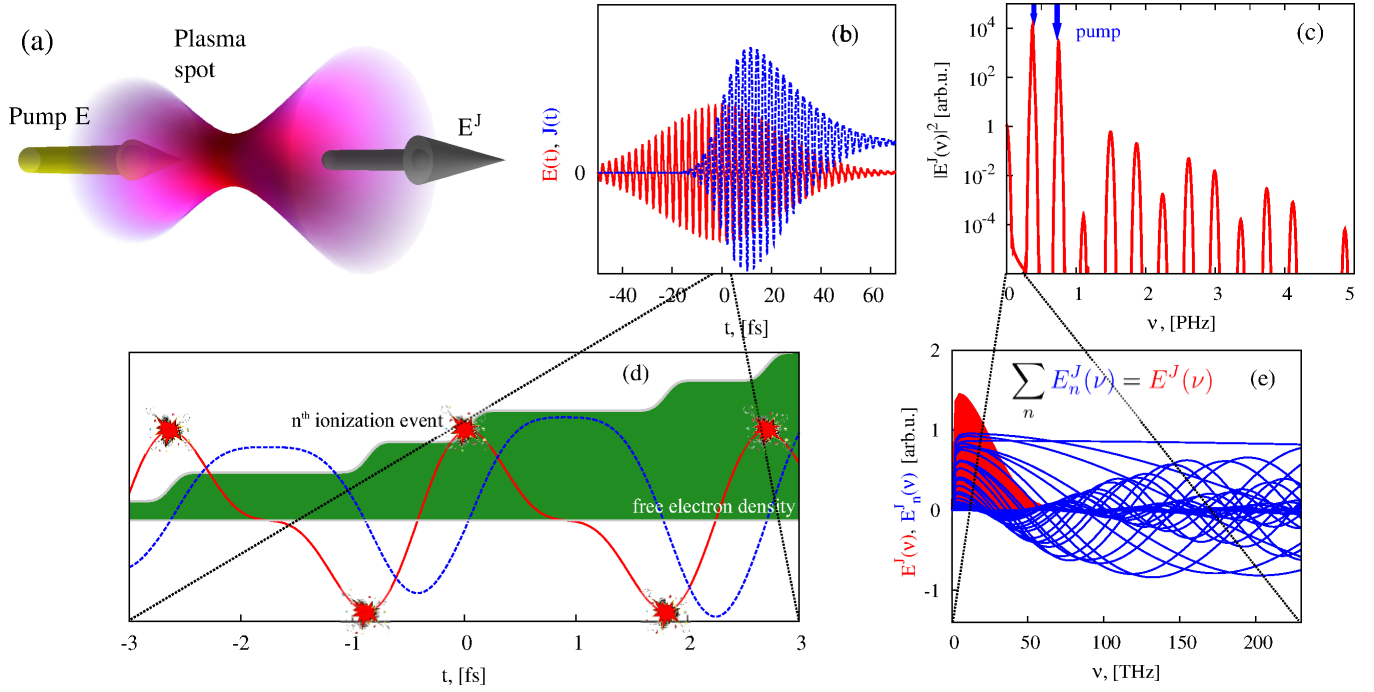 (a)
Plasma
spot
Pump E
E^J
(b)
E(t), J(t)
0
-40 -20 0 20 40 60
t, [fs]
(c)
pump
|E^J(ν)|² [arb.u.]
10^4
10^2
1
10^-2
10^-4
0 1 2 3 4 5
ν, [PHz]
(d)
n^th ionization event
free electron density
-3 -2 -1 0 1 2 3
t, [fs]
(e)
∑_n E_n^J(ν) = E^J(ν)
E^J(ν), E^J_n(ν) [arb.u.]
2
1
0
-1
0 50 100 150 200
ν, [THz]